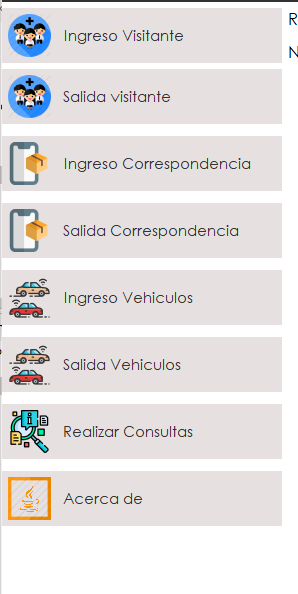 Ingreso Visitante
Salida visitante
Ingreso Correspondencia
Salida Correspondencia
Ingreso Vehiculos
Salida Vehiculos
Realizar Consultas
Acerca de
R
N